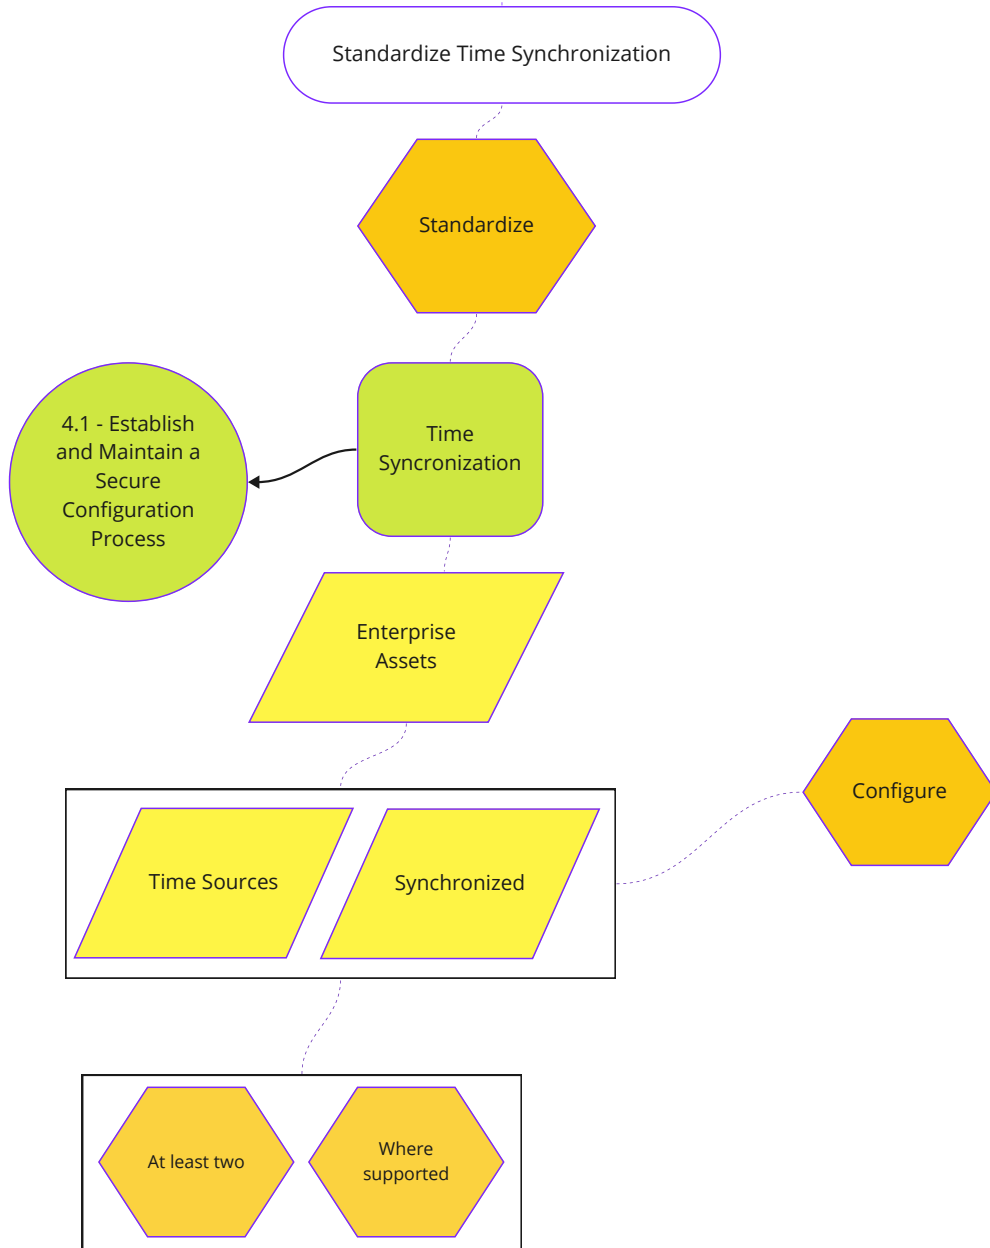 Standardize Time Synchronization
Standardize
4.1 - Establish
and Maintain a
Secure
Configuration
Process
Time
Syncronization
Enterprise
Assets
Configure
Time Sources
Synchronized
At least two
Where
supported